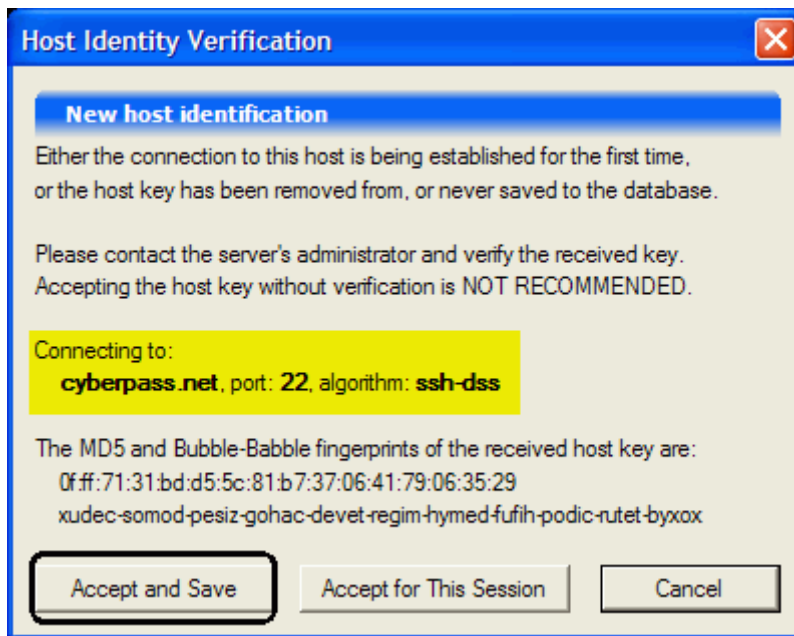 Host Identity Verification
New host identification
Either the connection to this host is being established for the first time,
or the host key has been removed from, or never saved to the database.
Please contact the server's administrator and verify the received key.
Accepting the host key without verification is NOT RECOMMENDED.
Connecting to:
cyberpass.net, port: 22, algorithm: ssh-dss
The MD5 and Bubble-Babble fingerprints of the received host key are:
0f:ff:71:31:bd:d5:5c:81:b7:37:06:41:79:06:35:29
xudec-somod-pesiz-gohac-devet-regim-hymed-fufih-podic-rutet-byxox
Accept and Save Accept for This Session Cancel